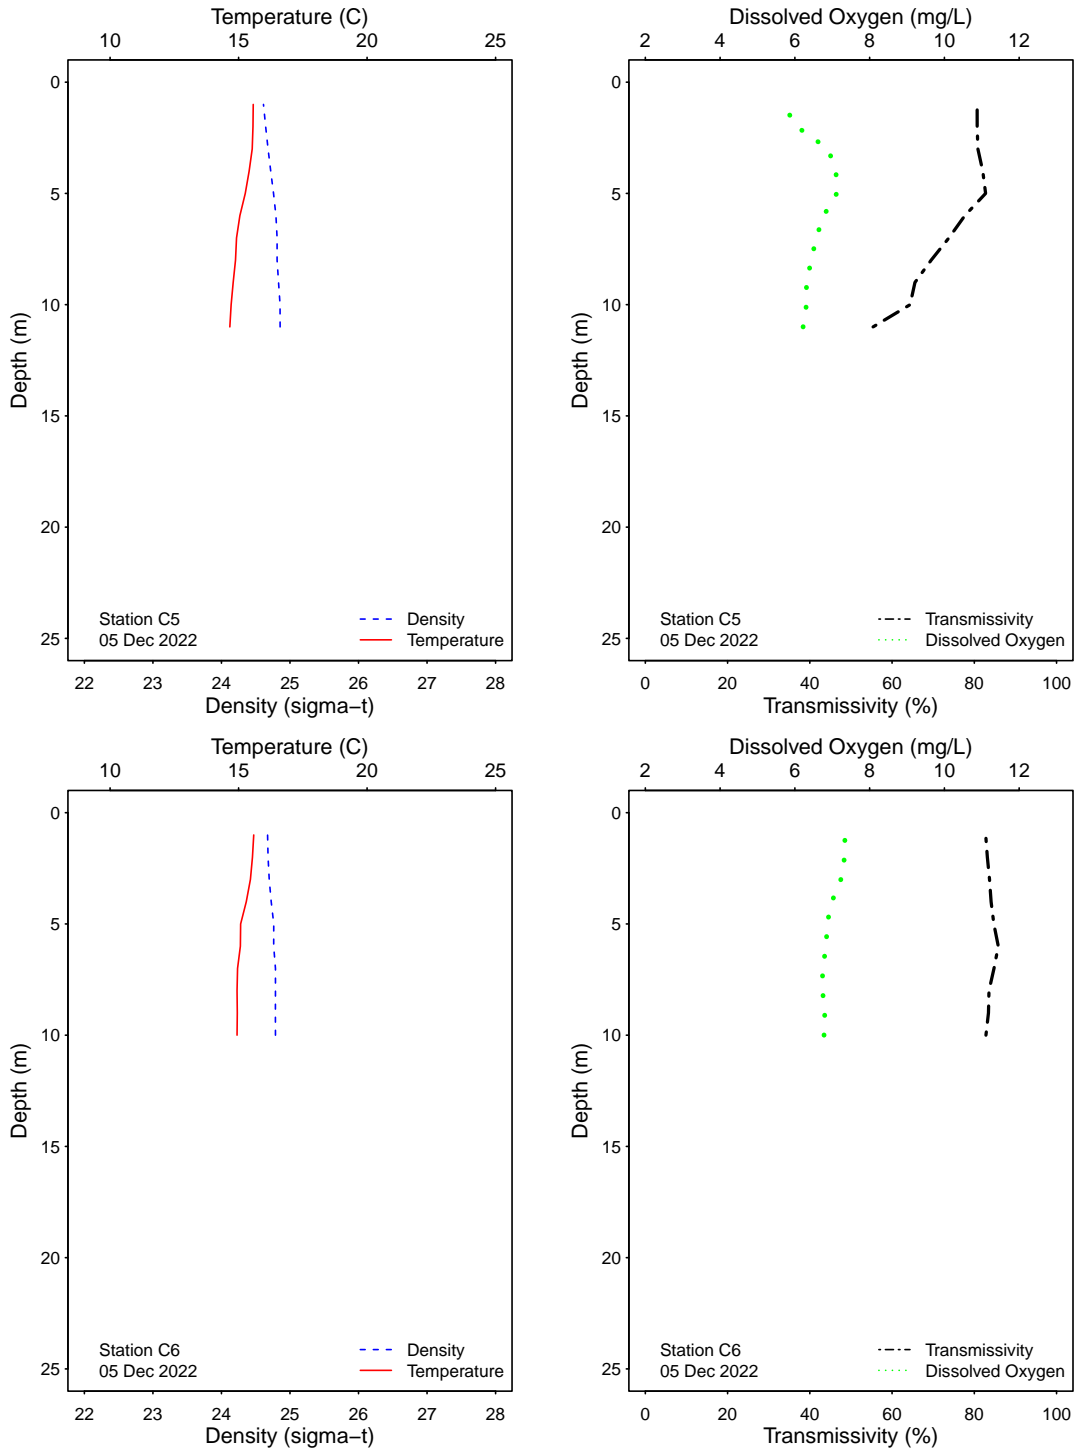 Temperature (C)
10 15 20 25
0
5
10
15
20
25
Depth (m)
Station C5
05 Dec 2022
Density
Temperature
22 23 24 25 26 27 28
Density (sigma−t)
Dissolved Oxygen (mg/L)
2 4 6 8 10 12
0
5
10
15
20
25
Depth (m)
Station C5
05 Dec 2022
Transmissivity
Dissolved Oxygen
0 20 40 60 80 100
Transmissivity (%)
Temperature (C)
10 15 20 25
0
5
10
15
20
25
Depth (m)
Station C6
05 Dec 2022
Density
Temperature
22 23 24 25 26 27 28
Density (sigma−t)
Dissolved Oxygen (mg/L)
2 4 6 8 10 12
0
5
10
15
20
25
Depth (m)
Station C6
05 Dec 2022
Transmissivity
Dissolved Oxygen
0 20 40 60 80 100
Transmissivity (%)